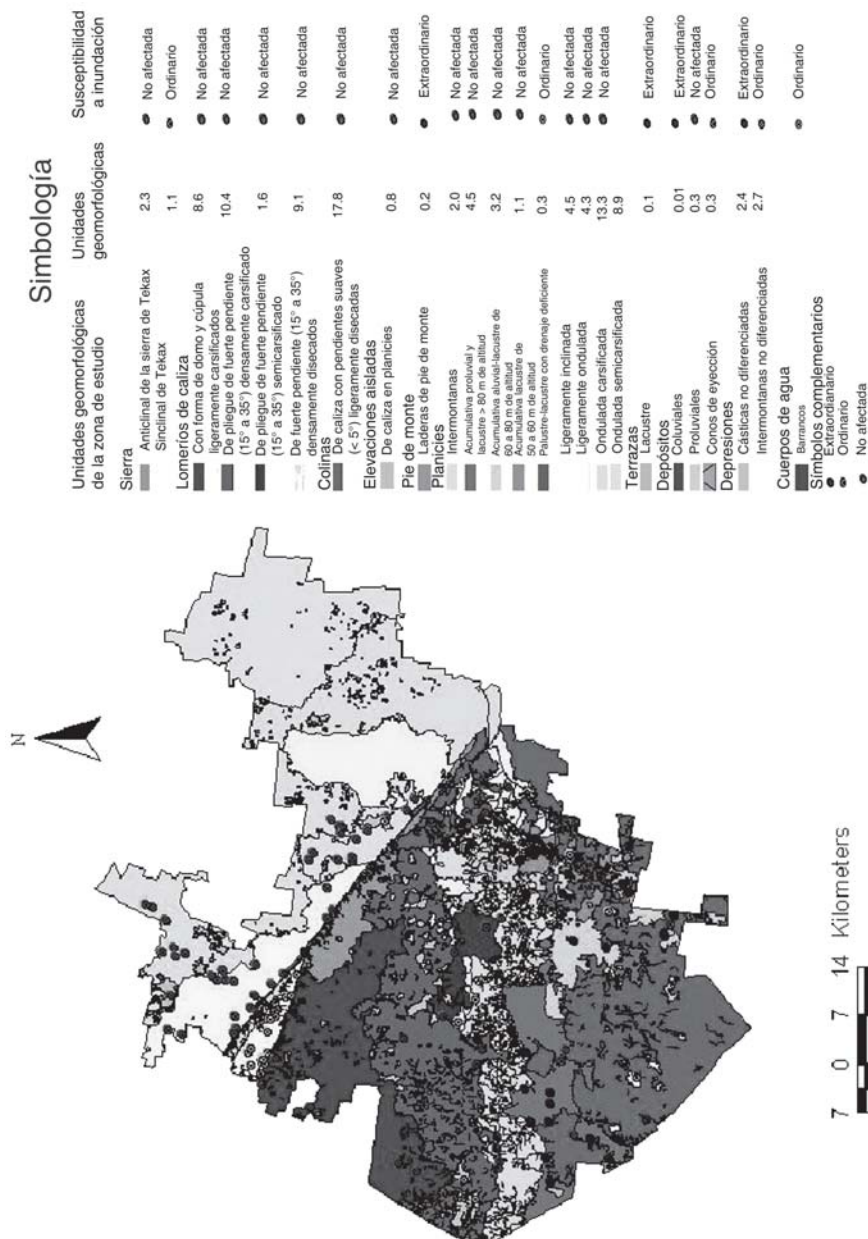 Simbología
Unidades geomorfológicas Unidades Susceptibilidad
de la zona de estudio geomorfológicas a inundación
Sierra
Anticlinal de la sierra de Tekax 2.3 No afectada
Sinclinal de Tekax 1.1 Ordinario
Lomeríos de caliza
Con forma de domo y cúpula 8.6 No afectada
ligeramente carsificados
De pliegue de fuerte pendiente 10.4 No afectada
(15° a 35°) densamente carsificado
De pliegue de fuerte pendiente 1.6 No afectada
(15° a 35°) semicarsificado
De fuerte pendiente (15° a 35°) 9.1 No afectada
densamente disecados
Colinas
De caliza con pendientes suaves 17.8 No afectada
(< 5°) ligeramente disecadas
Elevaciones aisladas
De caliza en planicies 0.8 No afectada
Pie de monte
Laderas de pie de monte 0.2 Extraordinario
Planicies
Intermontanas 2.0 No afectada
Acumulativa proluvial y 4.5 No afectada
lacustre > 80 m de altitud
Acumulativa aluvial-lacustre de 3.2 No afectada
60 a 80 m de altitud
Acumulativa lacustre de 1.1 No afectada
50 a 60 m de altitud
Palustre-lacustre con drenaje deficiente 0.3 Ordinario
Ligeramente inclinada 4.5 No afectada
Ligeramente ondulada 4.3 No afectada
Ondulada carsificada 13.3 No afectada
Ondulada semicarsificada 8.9
Terrazas
Lacustre 0.1 Extraordinario
Depósitos
Coluviales 0.01 Extraordinario
Proluviales 0.3 No afectada
Conos de eyección 0.3 Ordinario
Depresiones
Cásticas no diferenciadas 2.4 Extraordinario
Intermontanas no diferenciadas 2.7 Ordinario
Cuerpos de agua
Barrancos Ordinario
Símbolos complementarios
Extraordianario
Ordinario
No afectada
N
7 0 7 14 Kilometers